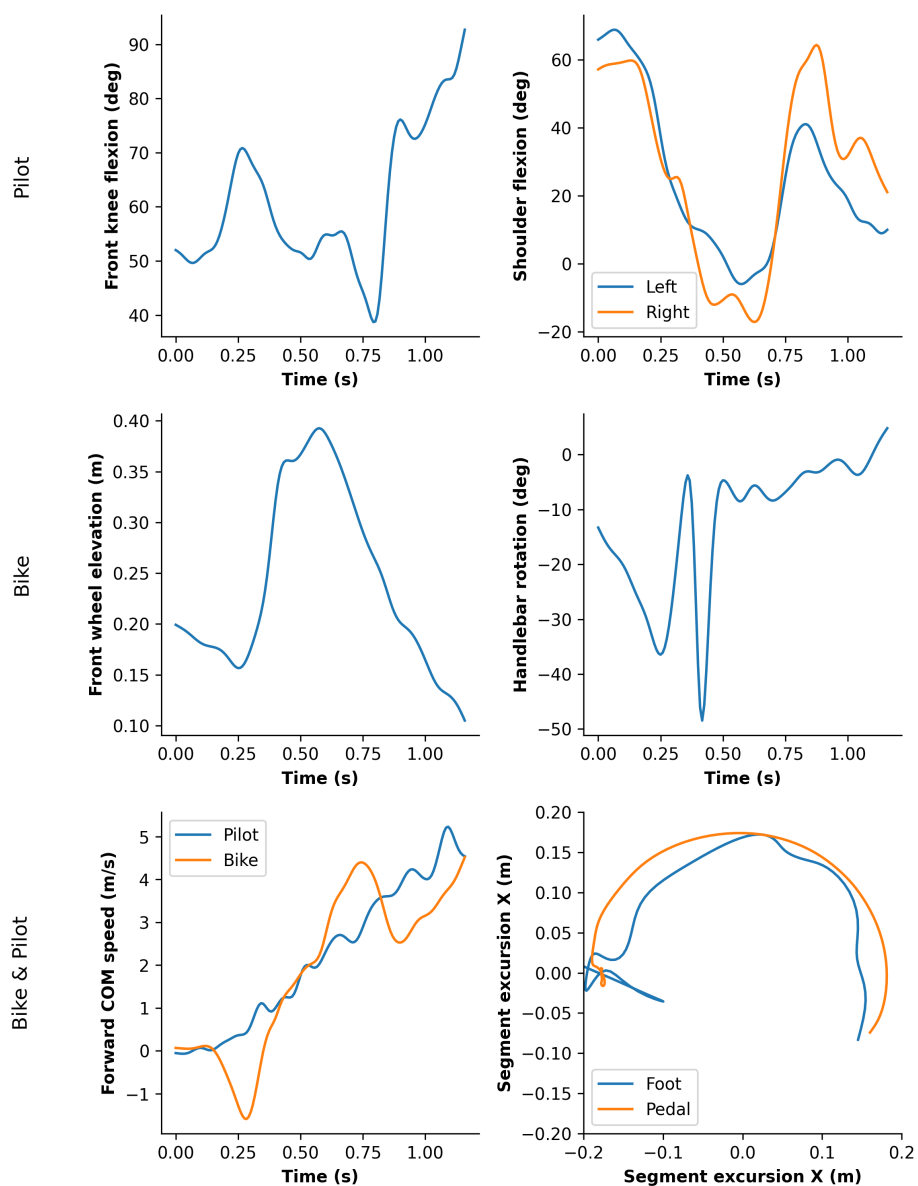 Pilot
Front knee flexion (deg)
90
80
70
60
50
40
0.00 0.25 0.50 0.75 1.00
Time (s)
Shoulder flexion (deg)
60
40
20
0
−20
Left
Right
0.00 0.25 0.50 0.75 1.00
Time (s)
Bike
Front wheel elevation (m)
0.40
0.35
0.30
0.25
0.20
0.15
0.10
0.00 0.25 0.50 0.75 1.00
Time (s)
Handlebar rotation (deg)
0
−10
−20
−30
−40
−50
0.00 0.25 0.50 0.75 1.00
Time (s)
Bike & Pilot
Forward COM speed (m/s)
5
4
3
2
1
0
−1
Pilot
Bike
0.00 0.25 0.50 0.75 1.00
Time (s)
Segment excursion X (m)
0.20
0.15
0.10
0.05
0.00
−0.05
−0.10
−0.15
−0.20
Foot
Pedal
−0.2 −0.1 0.0 0.1 0.2
Segment excursion X (m)